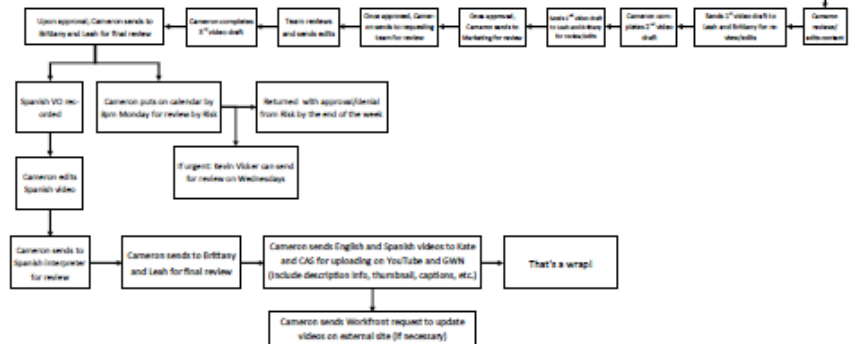 Upon approval, Cameron sends to
Brittany and Leah for final review
Cameron completes
3rd video draft
Team reviews
and sends edits
Once approved, Camer-
on sends to requesting
team for review
Once approval,
Cameron sends to
Marketing for review
Sends 2nd video draft
to Leah and Brittany
for review/edits
Cameron com-
pletes 2nd video
draft
Sends 1st video draft to
Leah and Brittany for re-
view/edits
Cameron
reviews/
edits content
Spanish VO rec-
orded
Cameron puts on calendar by
8pm Monday for review by Risk
Returned with approval/denial
from Risk by the end of the week
If urgent: Kevin Vicker can send
for review on Wednesdays
Cameron edits
Spanish video
Cameron sends to
Spanish interpreter
for review
Cameron sends to Brittany
and Leah for final review
Cameron sends English and Spanish videos to Kate
and CAS for uploading on YouTube and GWN
(include description info, thumbnail, captions, etc.)
That's a wrap!
Cameron sends Workfront request to update
videos on external site (if necessary)